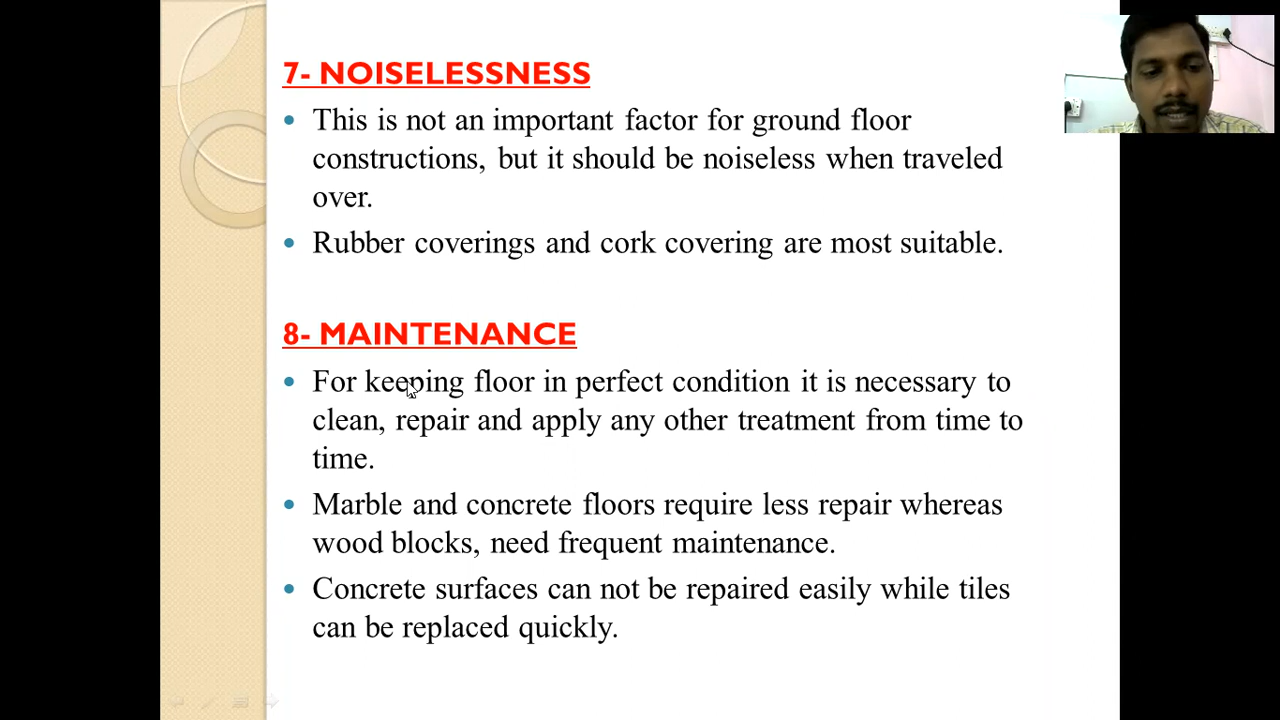 7- NOISELESSNESS
• This is not an important factor for ground floor
constructions, but it should be noiseless when traveled
over.
• Rubber coverings and cork covering are most suitable.
8- MAINTENANCE
• For keeping floor in perfect condition it is necessary to
clean, repair and apply any other treatment from time to
time.
• Marble and concrete floors require less repair whereas
wood blocks, need frequent maintenance.
• Concrete surfaces can not be repaired easily while tiles
can be replaced quickly.